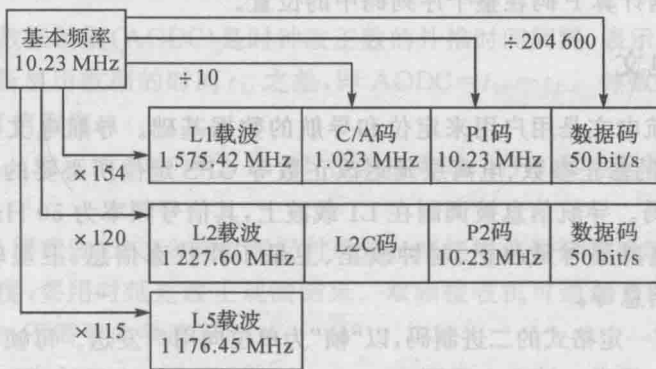 基本频率
10.23 MHz
÷204 600
÷10
L1载波
1 575.42 MHz
C/A码
1.023 MHz
P1码
10.23 MHz
数据码
50 bit/s
×154
×120
L2载波
1 227.60 MHz
L2C码
P2码
10.23 MHz
数据码
50 bit/s
×115
L5载波
1 176.45 MHz